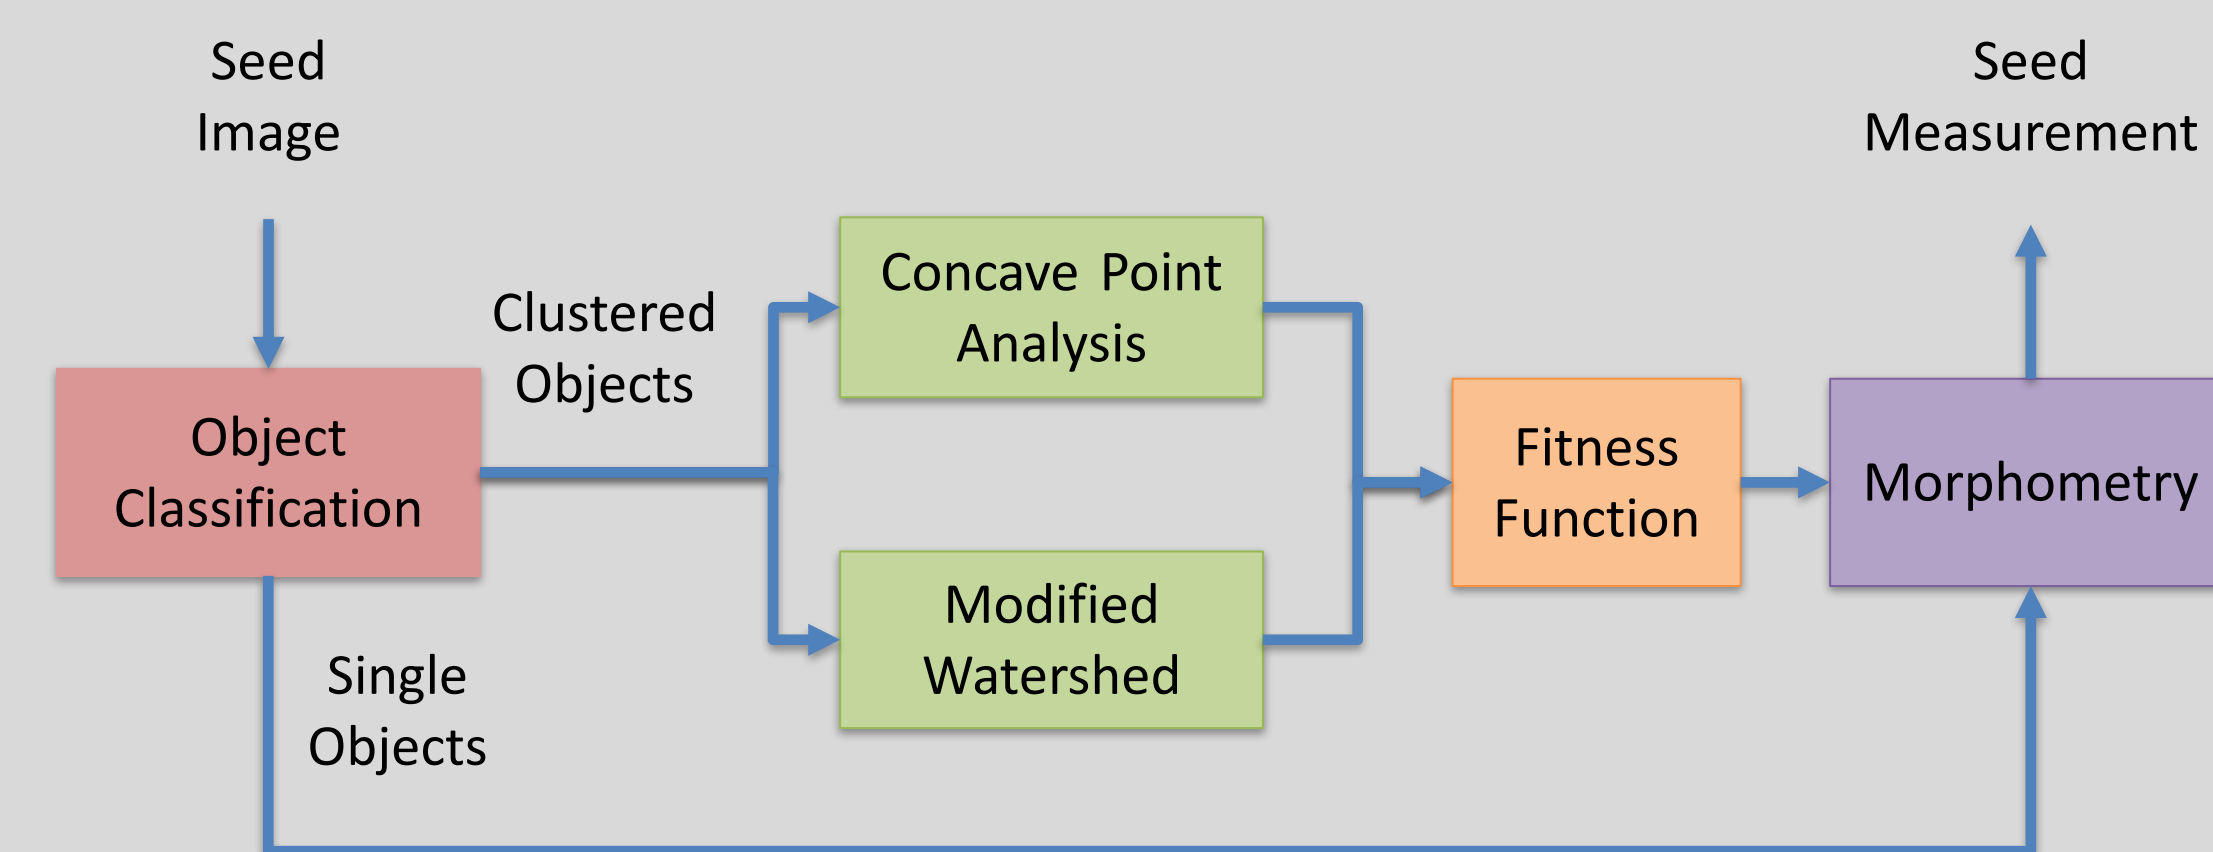 Seed
Image
Seed
Measurement
Clustered
Objects
Concave Point
Analysis
Object
Classification
Fitness
Function
Morphometry
Modified
Watershed
Single
Objects